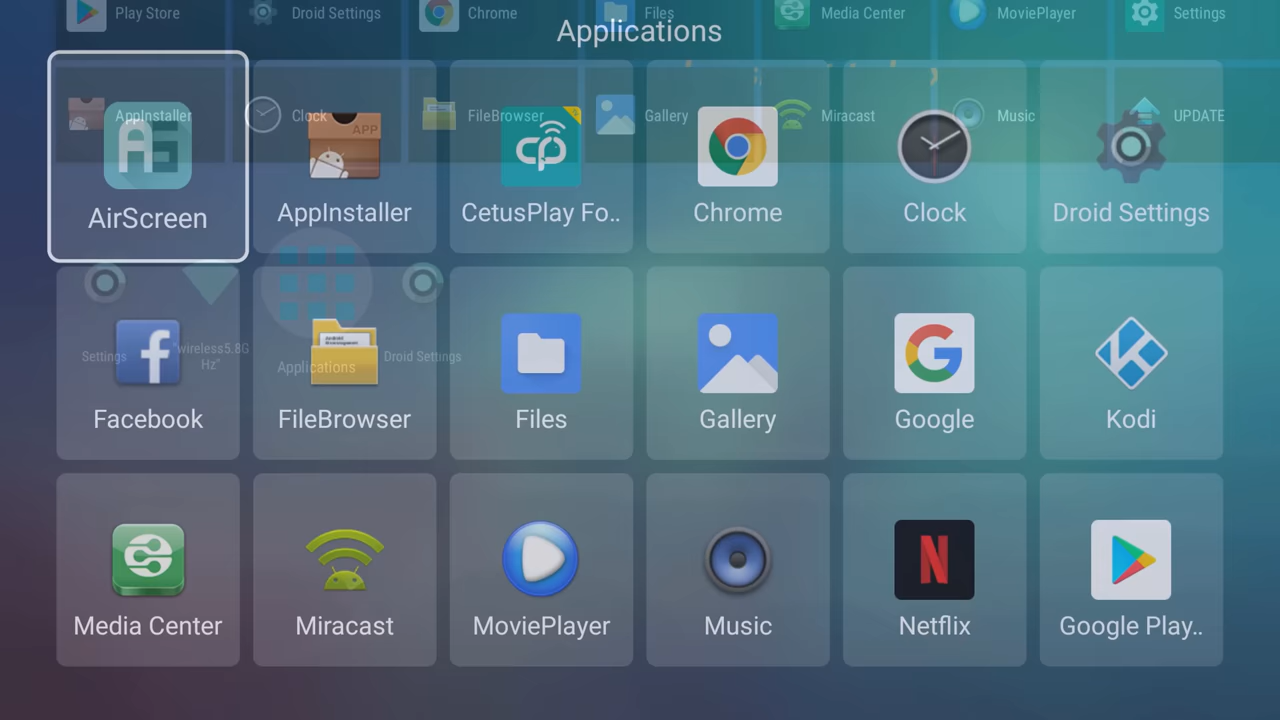 Play Store
Droid Settings
Chrome
Files
Media Center
MoviePlayer
Settings
Applications
AppInstaller
Clock
FileBrowser
Gallery
Miracast
Music
UPDATE
APP
AirScreen
AppInstaller
CetusPlay Fo..
Chrome
Clock
Droid Settings
Settings
"wireless5.8G
Hz"
Applications
Droid Settings
Facebook
FileBrowser
Files
Gallery
Google
Kodi
Media Center
Miracast
MoviePlayer
Music
Netflix
Google Play..